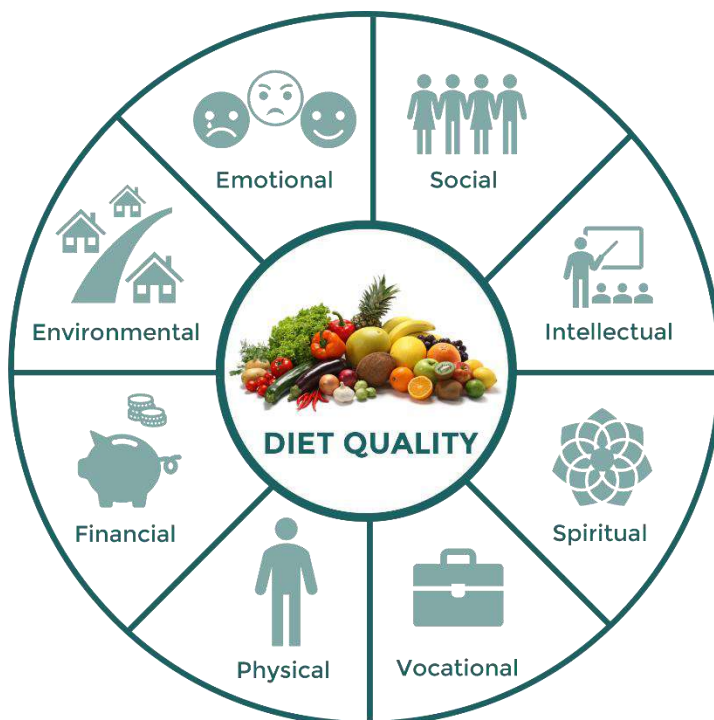 Emotional
Social
Environmental
Intellectual
DIET QUALITY
Financial
Spiritual
Physical
Vocational